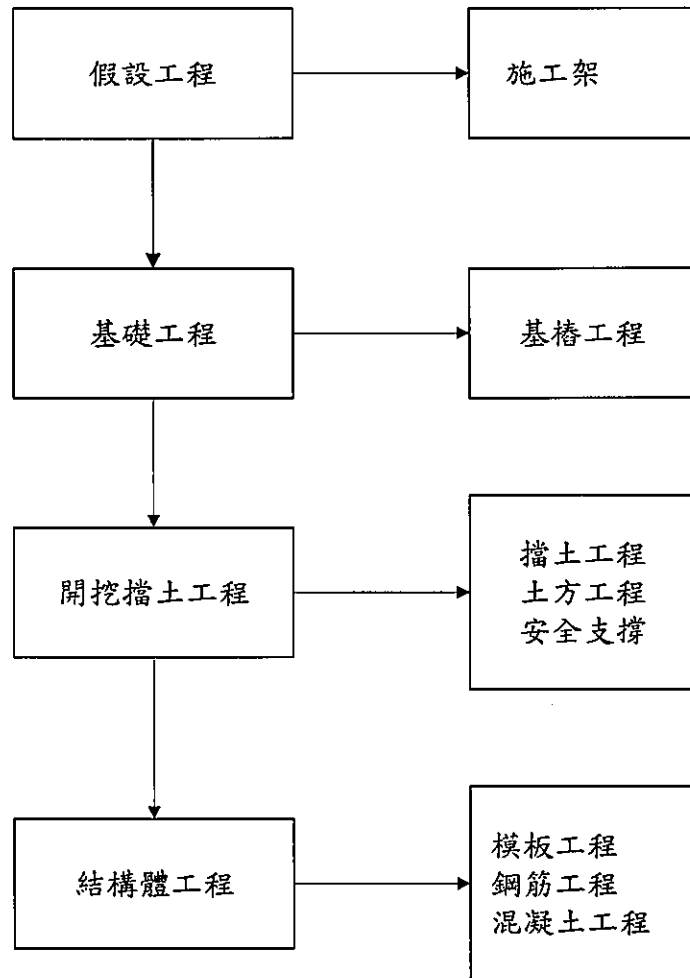 假設工程
施工架
基礎工程
基樁工程
開挖擋土工程
擋土工程
土方工程
安全支撐
結構體工程
模板工程
鋼筋工程
混凝土工程